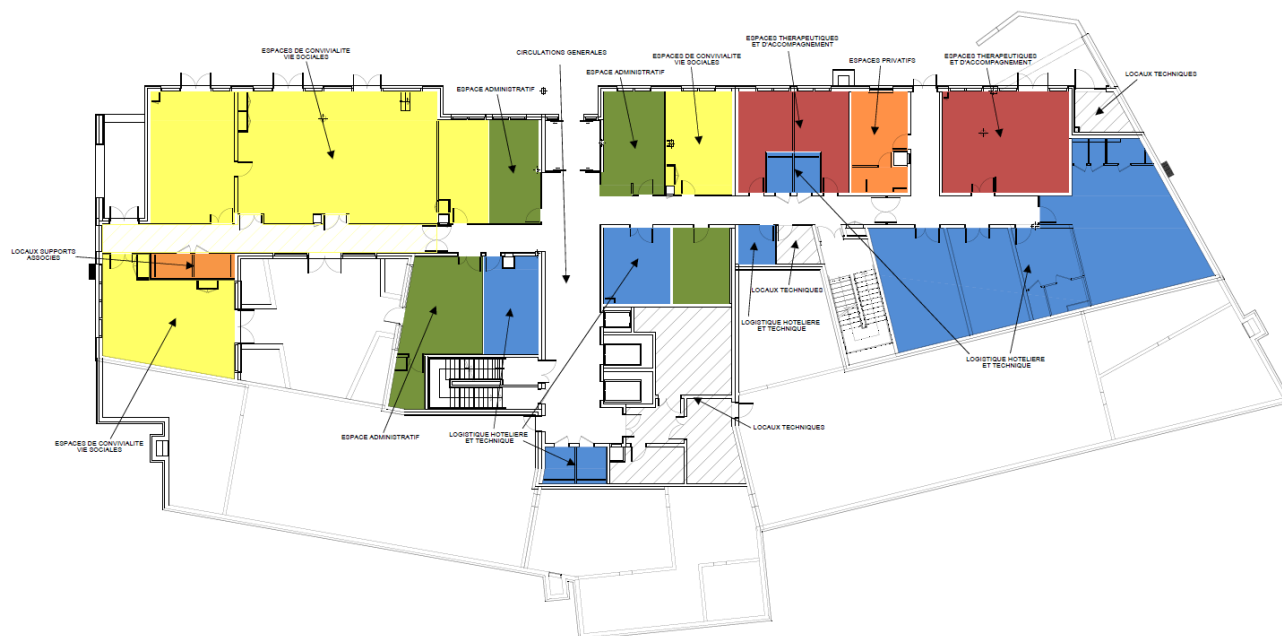 ESPACES DE CONVIVIALITE
VIE SOCIALES
CIRCULATIONS GENERALES
ESPACES THERAPEUTIQUES
ET D'ACCOMPAGNEMENT
ESPACES DE CONVIVIALITE
VIE SOCIALES
ESPACES PRIVATIFS
ESPACES THERAPEUTIQUES
ET D'ACCOMPAGNEMENT
LOCAUX TECHNIQUES
ESPACE ADMINISTRATIF
ESPACE ADMINISTRATIF
LOCAUX SUPPORTS
ASSOCIES
LOCAUX TECHNIQUES
LOGISTIQUE HOTELIERE
ET TECHNIQUE
LOGISTIQUE HOTELIERE
ET TECHNIQUE
ESPACES DE CONVIVIALITE
VIE SOCIALES
ESPACE ADMINISTRATIF
LOGISTIQUE HOTELIERE
ET TECHNIQUE
LOCAUX TECHNIQUES